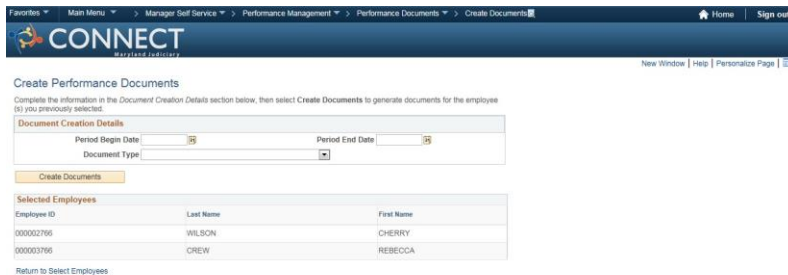 Favorites Main Menu > Manager Self Service > Performance Management > Performance Documents > Create Documents
Home Sign out
CONNECT
Maryland Judiciary
New Window | Help | Personalize Page |
Create Performance Documents
Complete the information in the Document Creation Details section below, then select Create Documents to generate documents for the employee
(s) you previously selected.
Document Creation Details
Period Begin Date Period End Date
Document Type
Create Documents
Selected Employees
Employee ID Last Name First Name
000002766 WILSON CHERRY
000003766 CREW REBECCA
Return to Select Employees